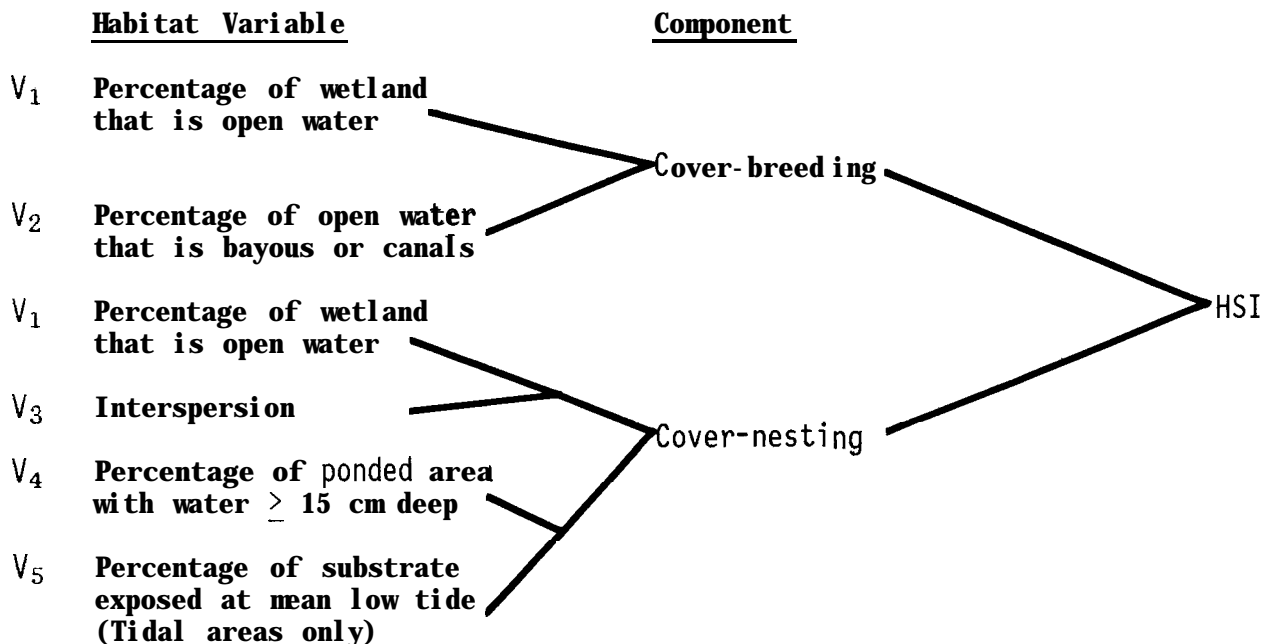 Habitat Variable Component
V1 Percentage of wetland
that is open water
Cover-breeding
V2 Percentage of open water
that is bayous or canals
V1 Percentage of wetland
that is open water
HSI
V3 Interspersion
Cover-nesting
V4 Percentage of ponded area
with water ≥ 15 cm deep
V5 Percentage of substrate
exposed at mean low tide
(Tidal areas only)